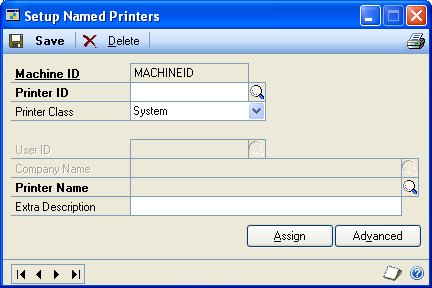 Setup Named Printers
Save Delete
Machine ID MACHINEID
Printer ID
Printer Class System
User ID
Company Name
Printer Name
Extra Description
Assign Advanced